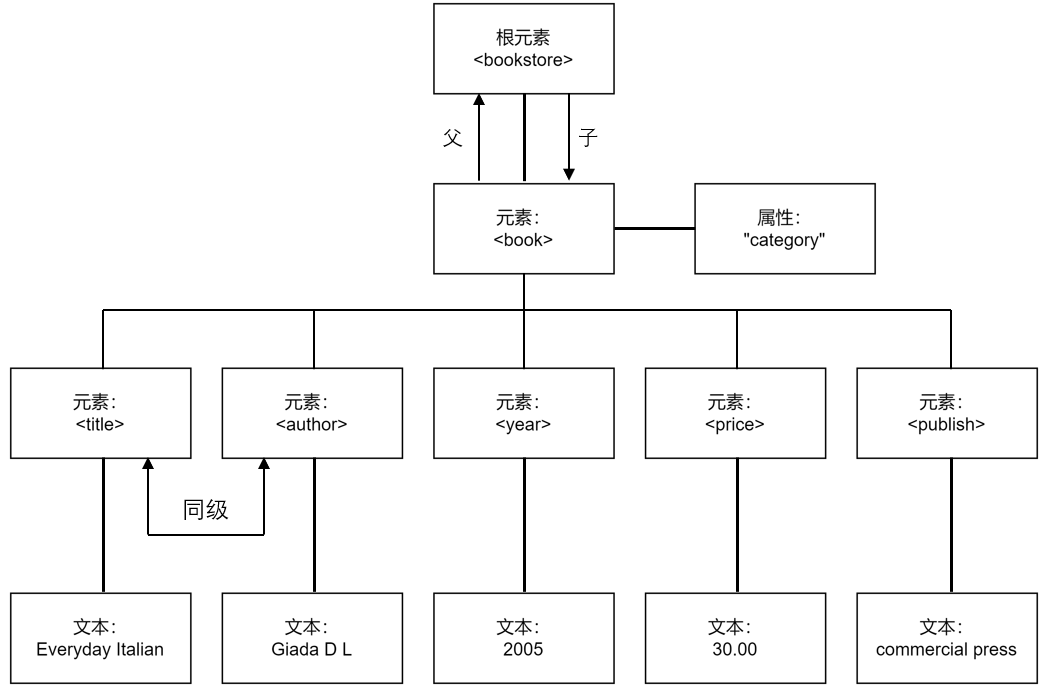 根元素
<bookstore>
父
子
元素：
<book>
属性：
"category"
元素：
<title>
元素：
<author>
元素：
<year>
元素：
<price>
元素：
<publish>
同级
文本：
Everyday Italian
文本：
Giada D L
文本：
2005
文本：
30.00
文本：
commercial press